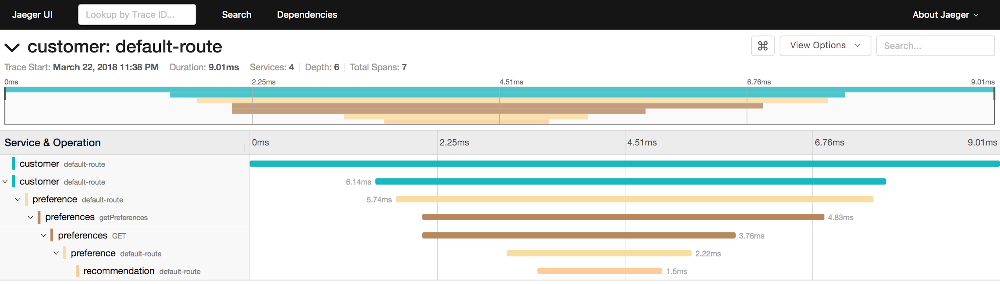 Jaeger UI Lookup by Trace ID... Search Dependencies About Jaeger
customer: default-route ⌘ View Options Search...
Trace Start: March 22, 2018 11:38 PM Duration: 9.01ms Services: 4 Depth: 6 Total Spans: 7
0ms 2.25ms 4.51ms 6.76ms 9.01ms
Service & Operation 0ms 2.25ms 4.51ms 6.76ms 9.01ms
customer default-route
customer default-route 6.14ms
preference default-route 5.74ms
preferences getPreferences 4.83ms
preferences GET 3.76ms
preference default-route 2.22ms
recommendation default-route 1.5ms